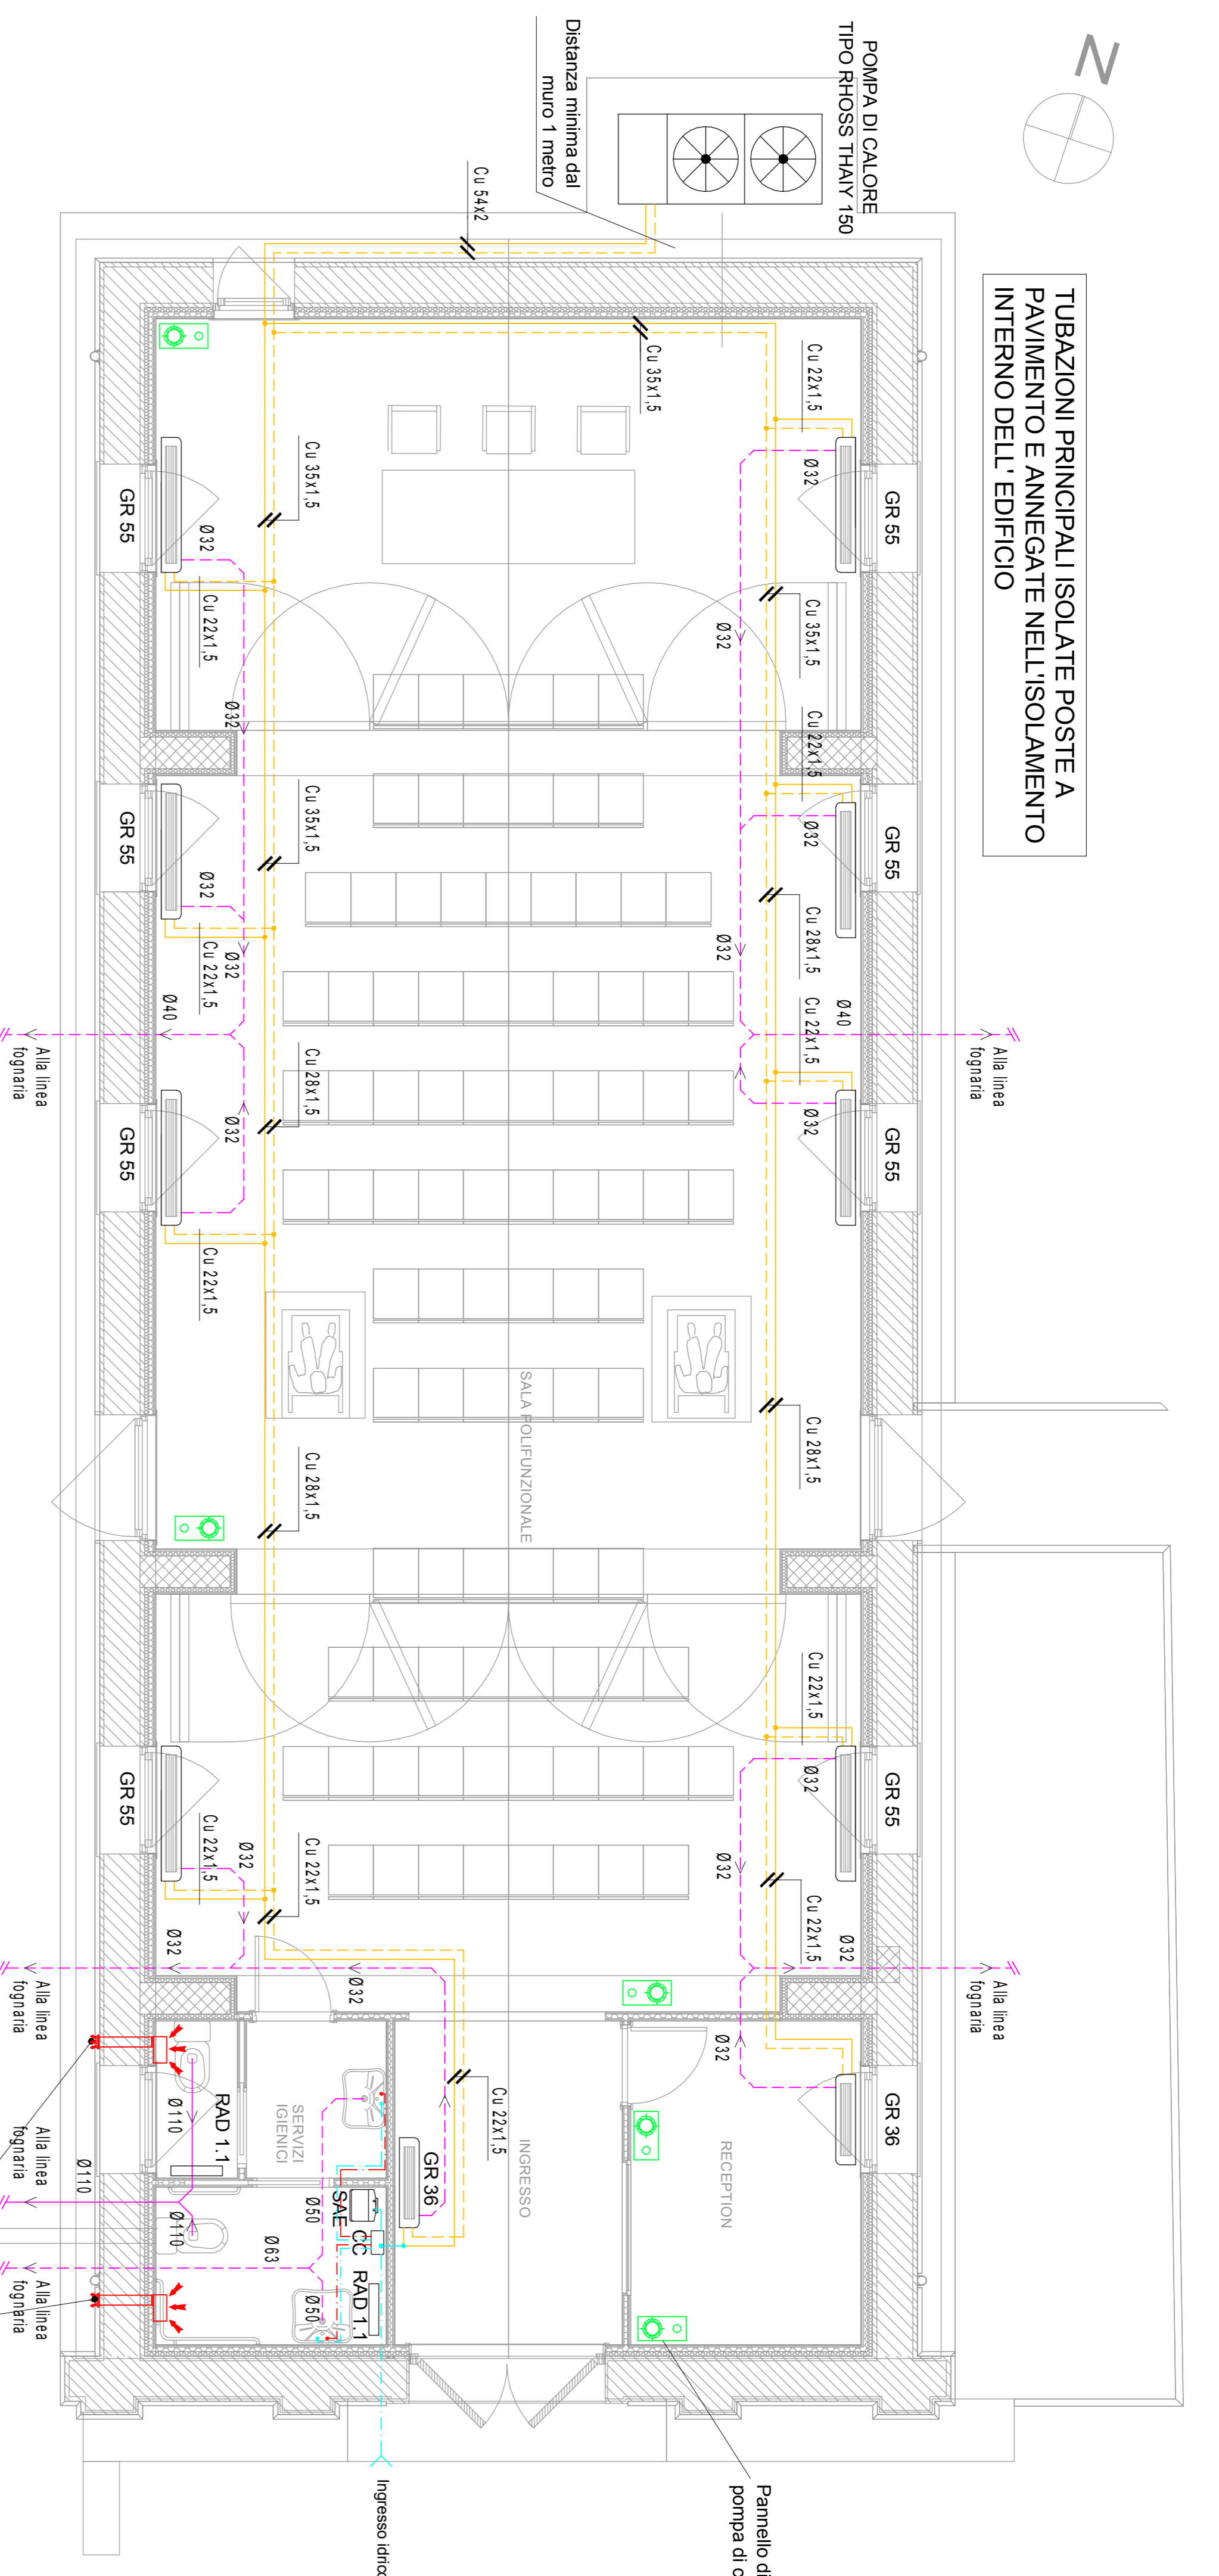 N
POMPA DI CALORE
TIPO RHOSS THAIY 150
TUBAZIONI PRINCIPALI ISOLATE POSTE A
PAVIMENTO E ANNEGATE NELL'ISOLAMENTO
INTERNO DELL' EDIFICIO
Distanza minima dal
muro 1 metro
Cu 54x2
Cu 35x1,5
Cu 22x1,5
Ø32
GR 55
Cu 35x1,5
Ø32
Cu 22x1,5
Ø32
GR 55
Cu 28x1,5
Ø32
Cu 22x1,5
Ø40
Alla linea
fognaria
Ø32
GR 55
Cu 28x1,5
Cu 22x1,5
Ø32
GR 55
Ø32
Cu 22x1,5
Ø32
Alla linea
fognaria
Ø32
GR 36
Cu 35x1,5
GR 55
Ø32
Cu 22x1,5
Ø32
Cu 35x1,5
GR 55
Ø32
Cu 22x1,5
Ø32
Ø40
Alla linea
fognaria
Cu 28x1,5
Ø32
GR 55
Cu 22x1,5
SALA POLIFUNZIONALE
Cu 28x1,5
GR 55
Cu 22x1,5
Ø32
Cu 22x1,5
Ø32
Alla linea
fognaria
Ø32
Cu 22x1,5
INGRESSO
RECEPTION
GR 36
SERVIZI
IGIENICI
RAD 1.1
Ø110
Alla linea
fognaria
Ø110
Ø110
Ø50
SAE
CC
RAD 1.1
Ø63
Ø50
Alla linea
fognaria
Ingresso idrico
Pannello di
pompa di